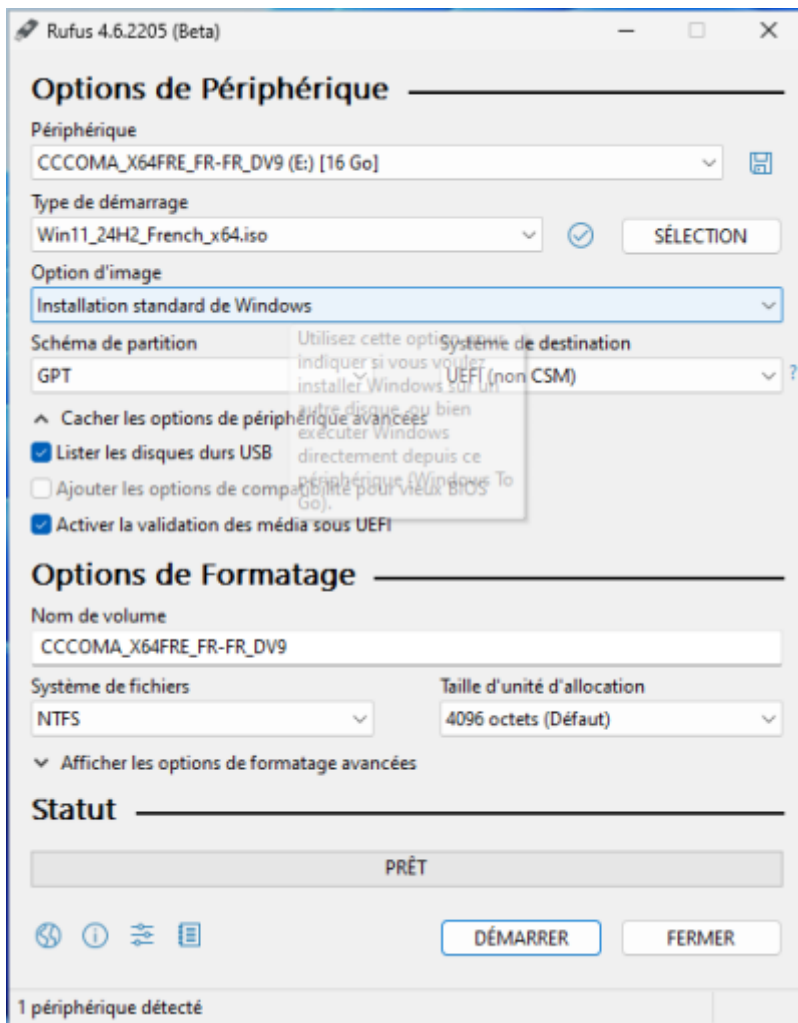 Rufus 4.6.2205 (Beta)
Options de Périphérique
Périphérique
CCCOMA_X64FRE_FR-FR_DV9 (E:) [16 Go]
Type de démarrage
Win11_24H2_French_x64.iso
SÉLECTION
Option d'image
Installation standard de Windows
Schéma de partition
Système de destination
GPT
UEFI (non CSM)
?
Utilisez cette option pour
indiquer si vous voulez
installer Windows sur un
autre disque, ou bien
exécuter Windows
directement depuis ce
périphérique (Windows To
Go).
Cacher les options de périphérique avancées
Lister les disques durs USB
Ajouter les options de compatibilité pour vieux BIOS
Activer la validation des média sous UEFI
Options de Formatage
Nom de volume
CCCOMA_X64FRE_FR-FR_DV9
Système de fichiers
Taille d'unité d'allocation
NTFS
4096 octets (Défaut)
Afficher les options de formatage avancées
Statut
PRÊT
DÉMARRER
FERMER
1 périphérique détecté